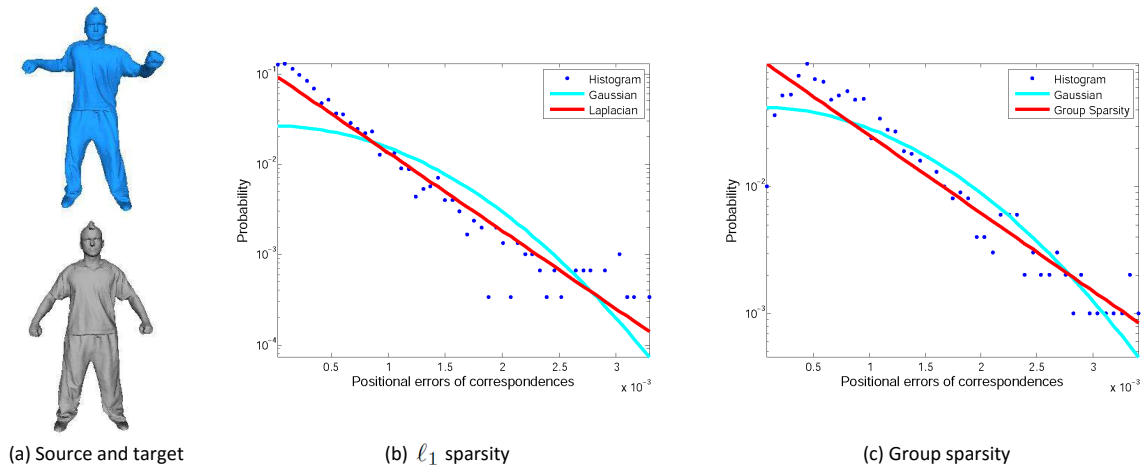 10⁻¹
10⁻²
10⁻³
10⁻⁴
Probability
Histogram
Gaussian
Laplacian
0.5 1 1.5 2 2.5 3
Positional errors of correspondences
x 10⁻³
10⁻²
10⁻³
Probability
Histogram
Gaussian
Group Sparsity
0.5 1 1.5 2 2.5 3
Positional errors of correspondences
x 10⁻³
(a) Source and target
(b) ℓ₁ sparsity
(c) Group sparsity